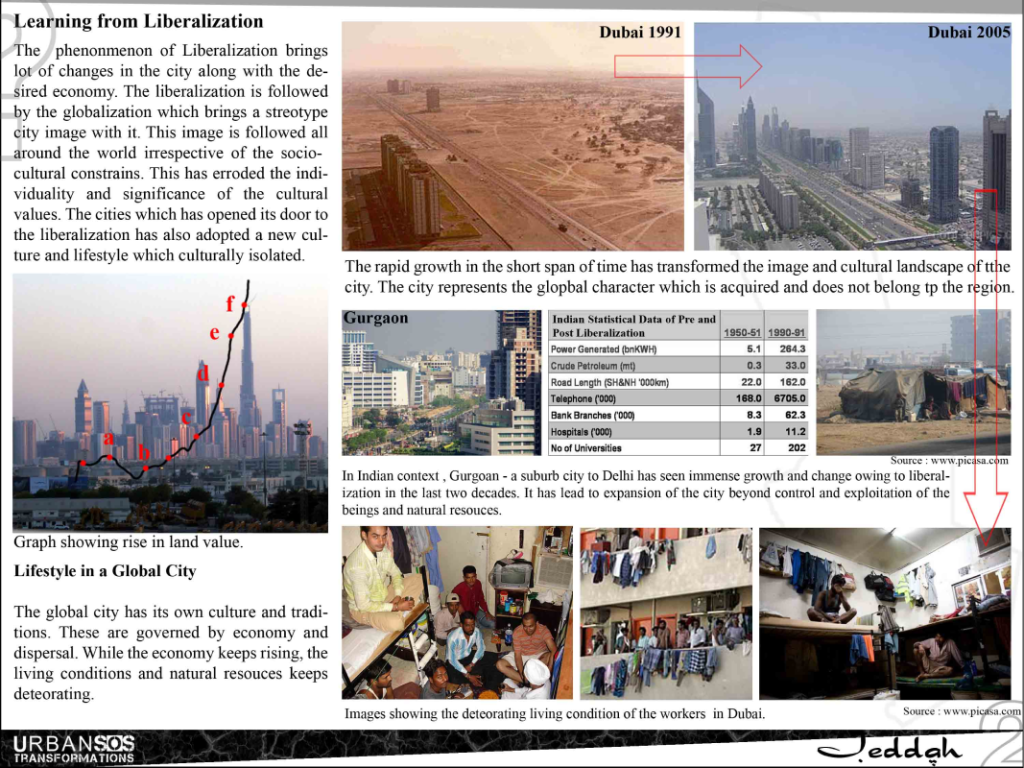 Learning from Liberalization
The phenonmenon of Liberalization brings
lot of changes in the city along with the de-
sired economy. The liberalization is followed
by the globalization which brings a streotype
city image with it. This image is followed all
around the world irrespective of the socio-
cultural constrains. This has erroded the indi-
viduality and significance of the cultural
values. The cities which has opened its door to
the liberalization has also adopted a new cul-
ture and lifestyle which culturally isolated.
f
e
d
c
a
b
Graph showing rise in land value.
Lifestyle in a Global City
The global city has its own culture and tradi-
tions. These are governed by economy and
dispersal. While the economy keeps rising, the
living conditions and natural resouces keeps
deteorating.
Dubai 1991
Dubai 2005
The rapid growth in the short span of time has transformed the image and cultural landscape of tthe
city. The city represents the glopbal character which is acquired and does not belong tp the region.
Gurgaon
Indian Statistical Data of Pre and
Post Liberalization 1950-51 1990-91
Power Generated (bnKWH) 5.1 264.3
Crude Petroleum (mt) 0.3 33.0
Road Length (SH&NH '000km) 22.0 162.0
Telephone ('000) 168.0 6705.0
Bank Branches ('000) 8.3 62.3
Hospitals ('000) 1.9 11.2
No of Universities 27 202
Source : www.picasa.com
In Indian context , Gurgoan - a suburb city to Delhi has seen immense growth and change owing to liberal-
ization in the last two decades. It has lead to expansion of the city beyond control and exploitation of the
beings and natural resouces.
Images showing the deteorating living condition of the workers in Dubai.
Source : www.picasa.com
URBANSOS
TRANSFORMATIONS
Jeddah
2